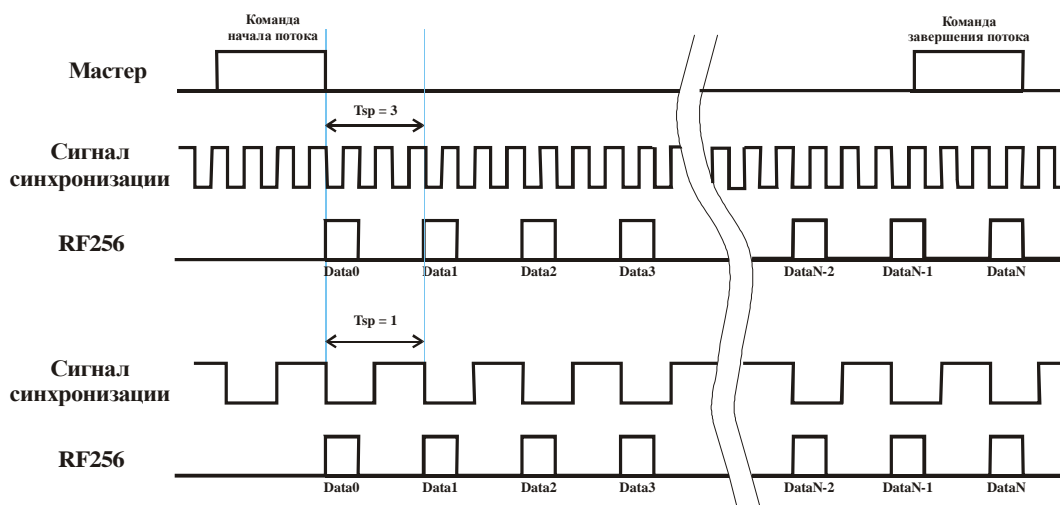 Команда
начала потока
Команда
завершения потока
Мастер
Tsp = 3
Сигнал
синхронизации
RF256
Data0 Data1 Data2 Data3 DataN-2 DataN-1 DataN
Tsp = 1
Сигнал
синхронизации
RF256
Data0 Data1 Data2 Data3 DataN-2 DataN-1 DataN